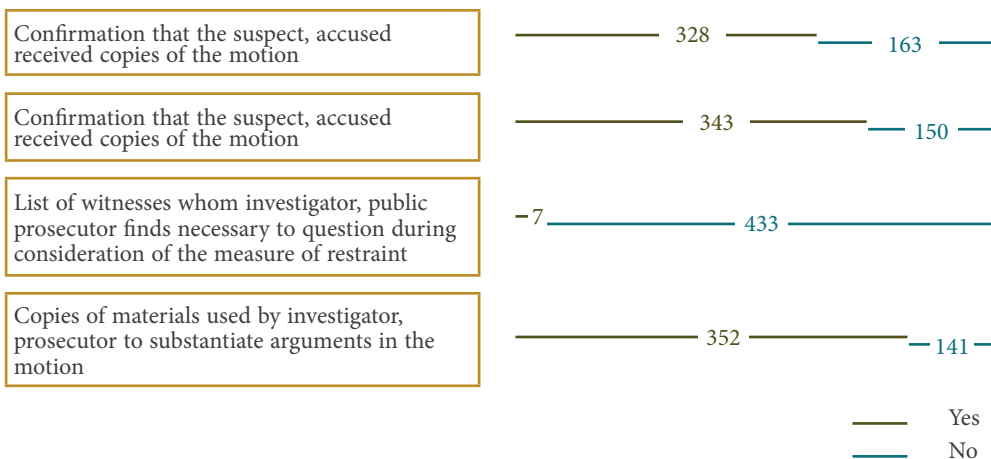 Confirmation that the suspect, accused
received copies of the motion
328
163
Confirmation that the suspect, accused
received copies of the motion
343
150
List of witnesses whom investigator, public
prosecutor finds necessary to question during
consideration of the measure of restraint
7
433
Copies of materials used by investigator,
prosecutor to substantiate arguments in the
motion
352
141
Yes
No